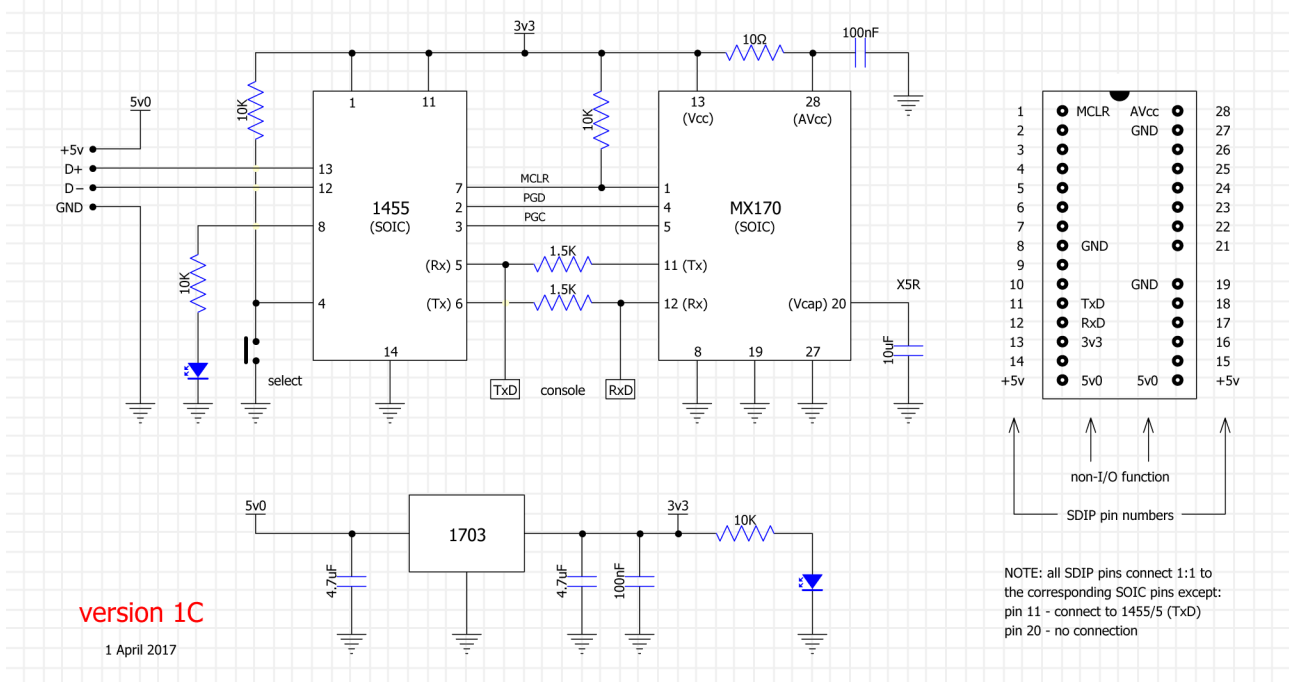 3v3
10Ω
100nF
5v0
10K
1
11
10K
13
(Vcc)
28
(AVcc)
+5v
D+
D−
GND
13
12
8
4
1455
(SOIC)
7
2
3
(Rx) 5
(Tx) 6
14
MCLR
PGD
PGC
1.5K
1.5K
1
4
5
11 (Tx)
12 (Rx)
MX170
(SOIC)
(Vcap) 20
8
19
27
X5R
10uF
10K
select
TxD
console
RxD
1 MCLR AVcc 28
2 GND 27
3 26
4 25
5 24
6 23
7 22
8 GND 21
9
10 GND 19
11 TxD 18
12 RxD 17
13 3v3 16
14 15
+5v 5v0 5v0 +5v
non-I/O function
SDIP pin numbers
5v0
1703
3v3
10K
4.7uF
4.7uF
100nF
NOTE: all SDIP pins connect 1:1 to
the corresponding SOIC pins except:
pin 11 - connect to 1455/5 (TxD)
pin 20 - no connection
version 1C
1 April 2017